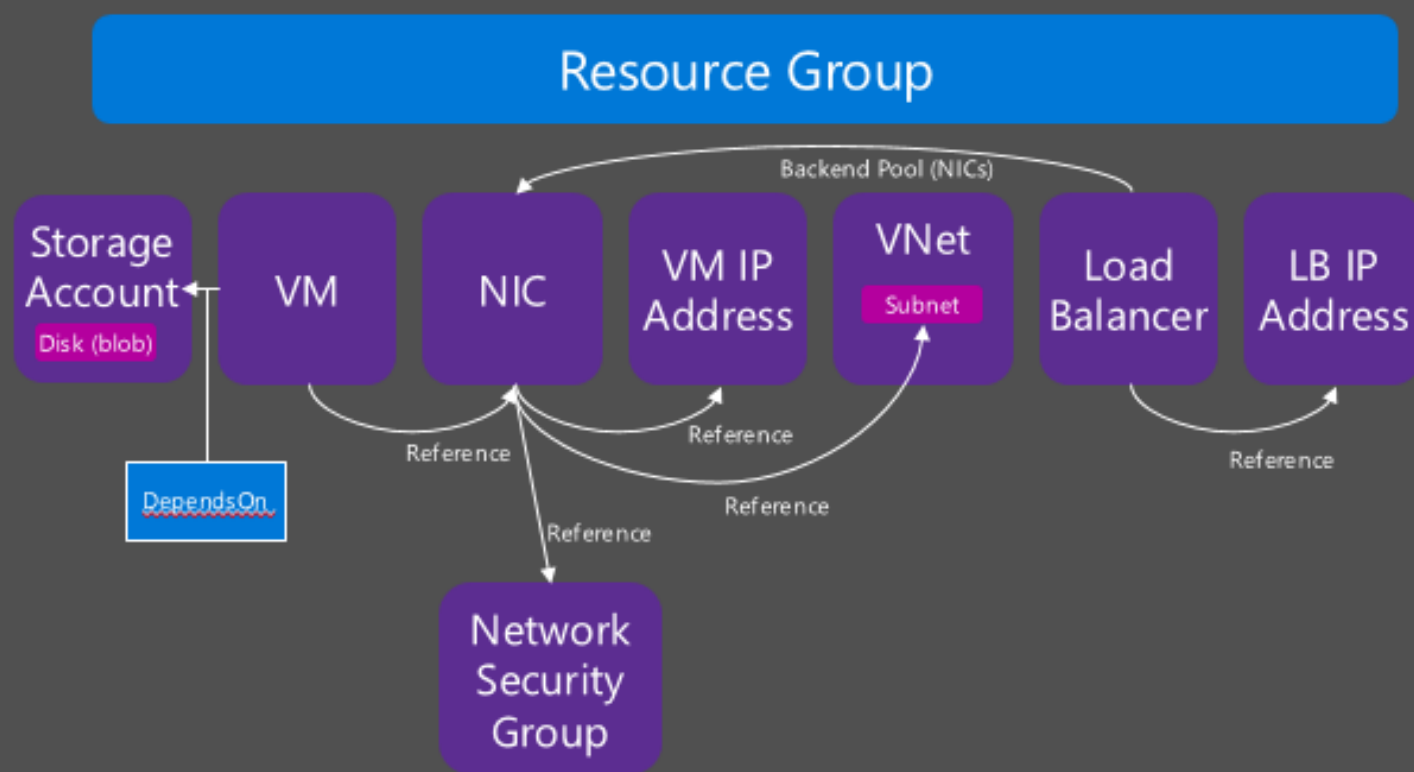 Resource Group
Backend Pool (NICs)
Storage
Account
Disk (blob)
VM
NIC
VM IP
Address
VNet
Subnet
Load
Balancer
LB IP
Address
Reference
Reference
Reference
Reference
DependsOn
Reference
Network
Security
Group